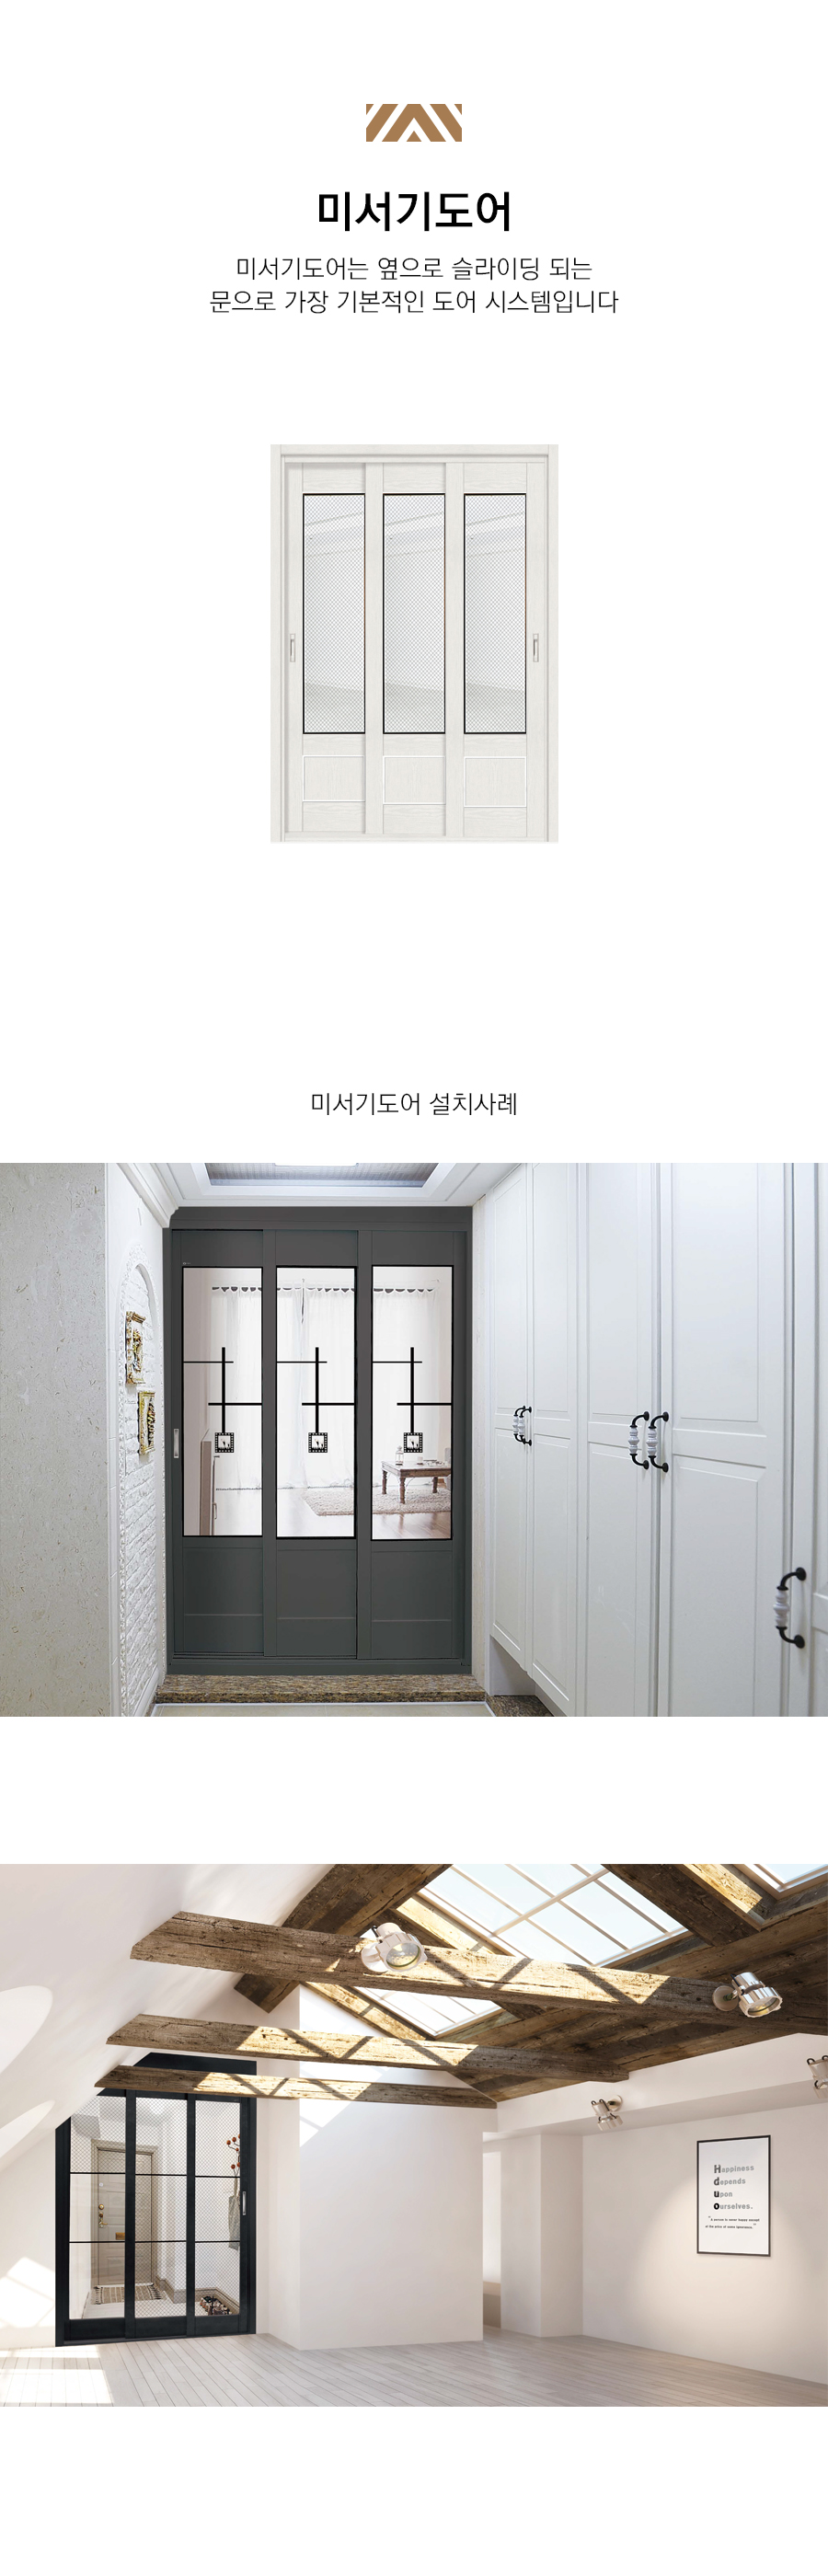 미서기도어
미서기도어는 옆으로 슬라이딩 되는
문으로 가장 기본적인 도어 시스템입니다
미서기도어 설치사례
Happiness
depends
upon
Ourselves.